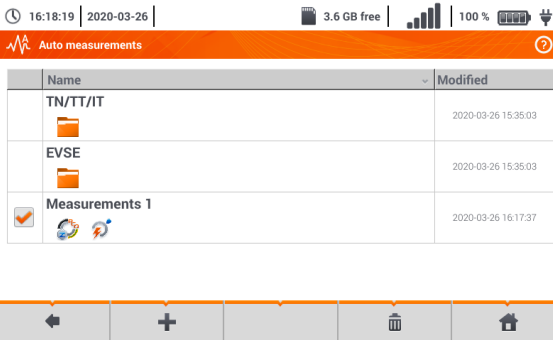 16:18:19 2020-03-26 3.6 GB free 100 %
Auto measurements
Name Modified
TN/TT/IT
2020-03-26 15:35:03
EVSE
2020-03-26 15:35:03
Measurements 1
2020-03-26 16:17:37